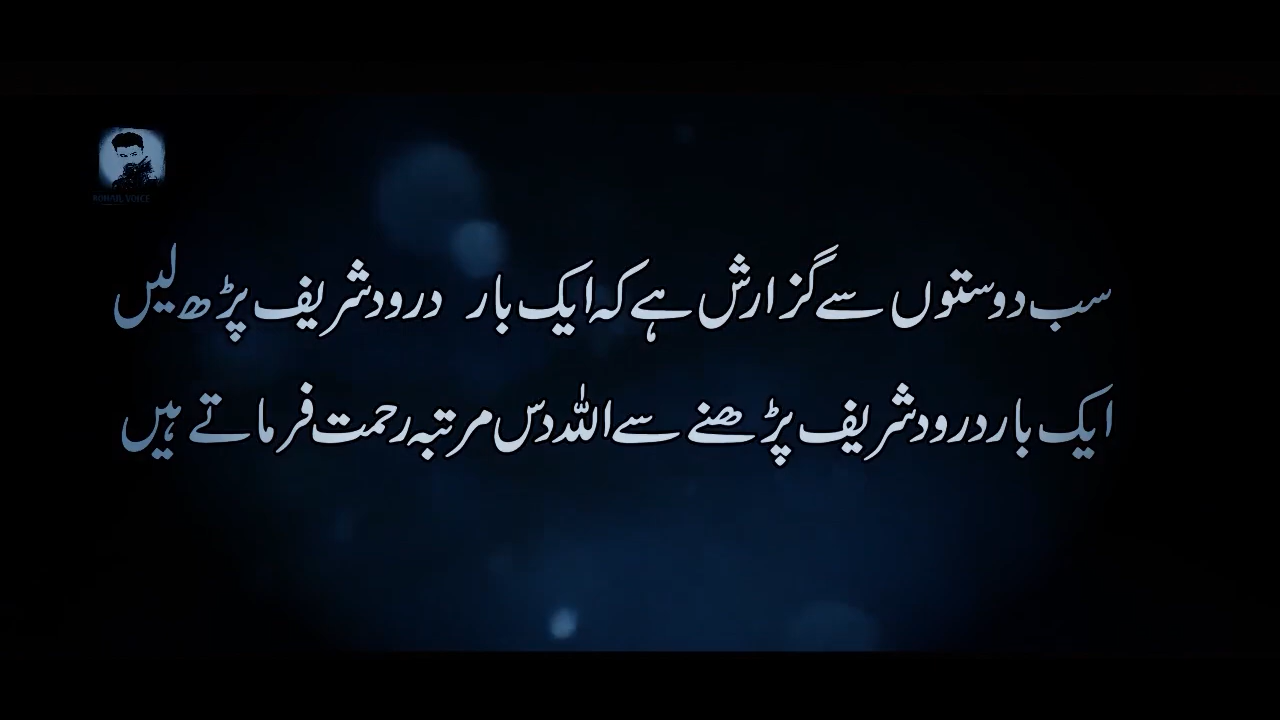 سب دوستوں سے گزارش ہے کہ ایک بار درود شریف پڑھ لیں
ایک بار درود شریف پڑھنے سے اللہ دس مرتبہ رحمت فرماتے ہیں